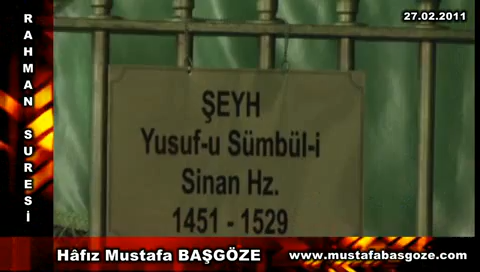 27.02.2011
RAHMAN SURESİ
ŞEYH
Yusuf-u Sümbül-i
Sinan Hz.
1451 - 1529
Hâfız Mustafa BAŞGÖZE
www.mustafabasgoze.com